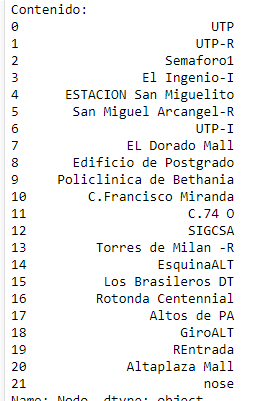 Contenido:
0 UTP
1 UTP-R
2 Semaforo1
3 El Ingenio-I
4 ESTACION San Miguelito
5 San Miguel Arcangel-R
6 UTP-I
7 EL Dorado Mall
8 Edificio de Postgrado
9 Policlinica de Bethania
10 C.Francisco Miranda
11 C.74 O
12 SIGCSA
13 Torres de Milan -R
14 EsquinaALT
15 Los Brasileros DT
16 Rotonda Centennial
17 Altos de PA
18 GiroALT
19 REntrada
20 Altaplaza Mall
21 nose
Name: Nodo, dtype: object